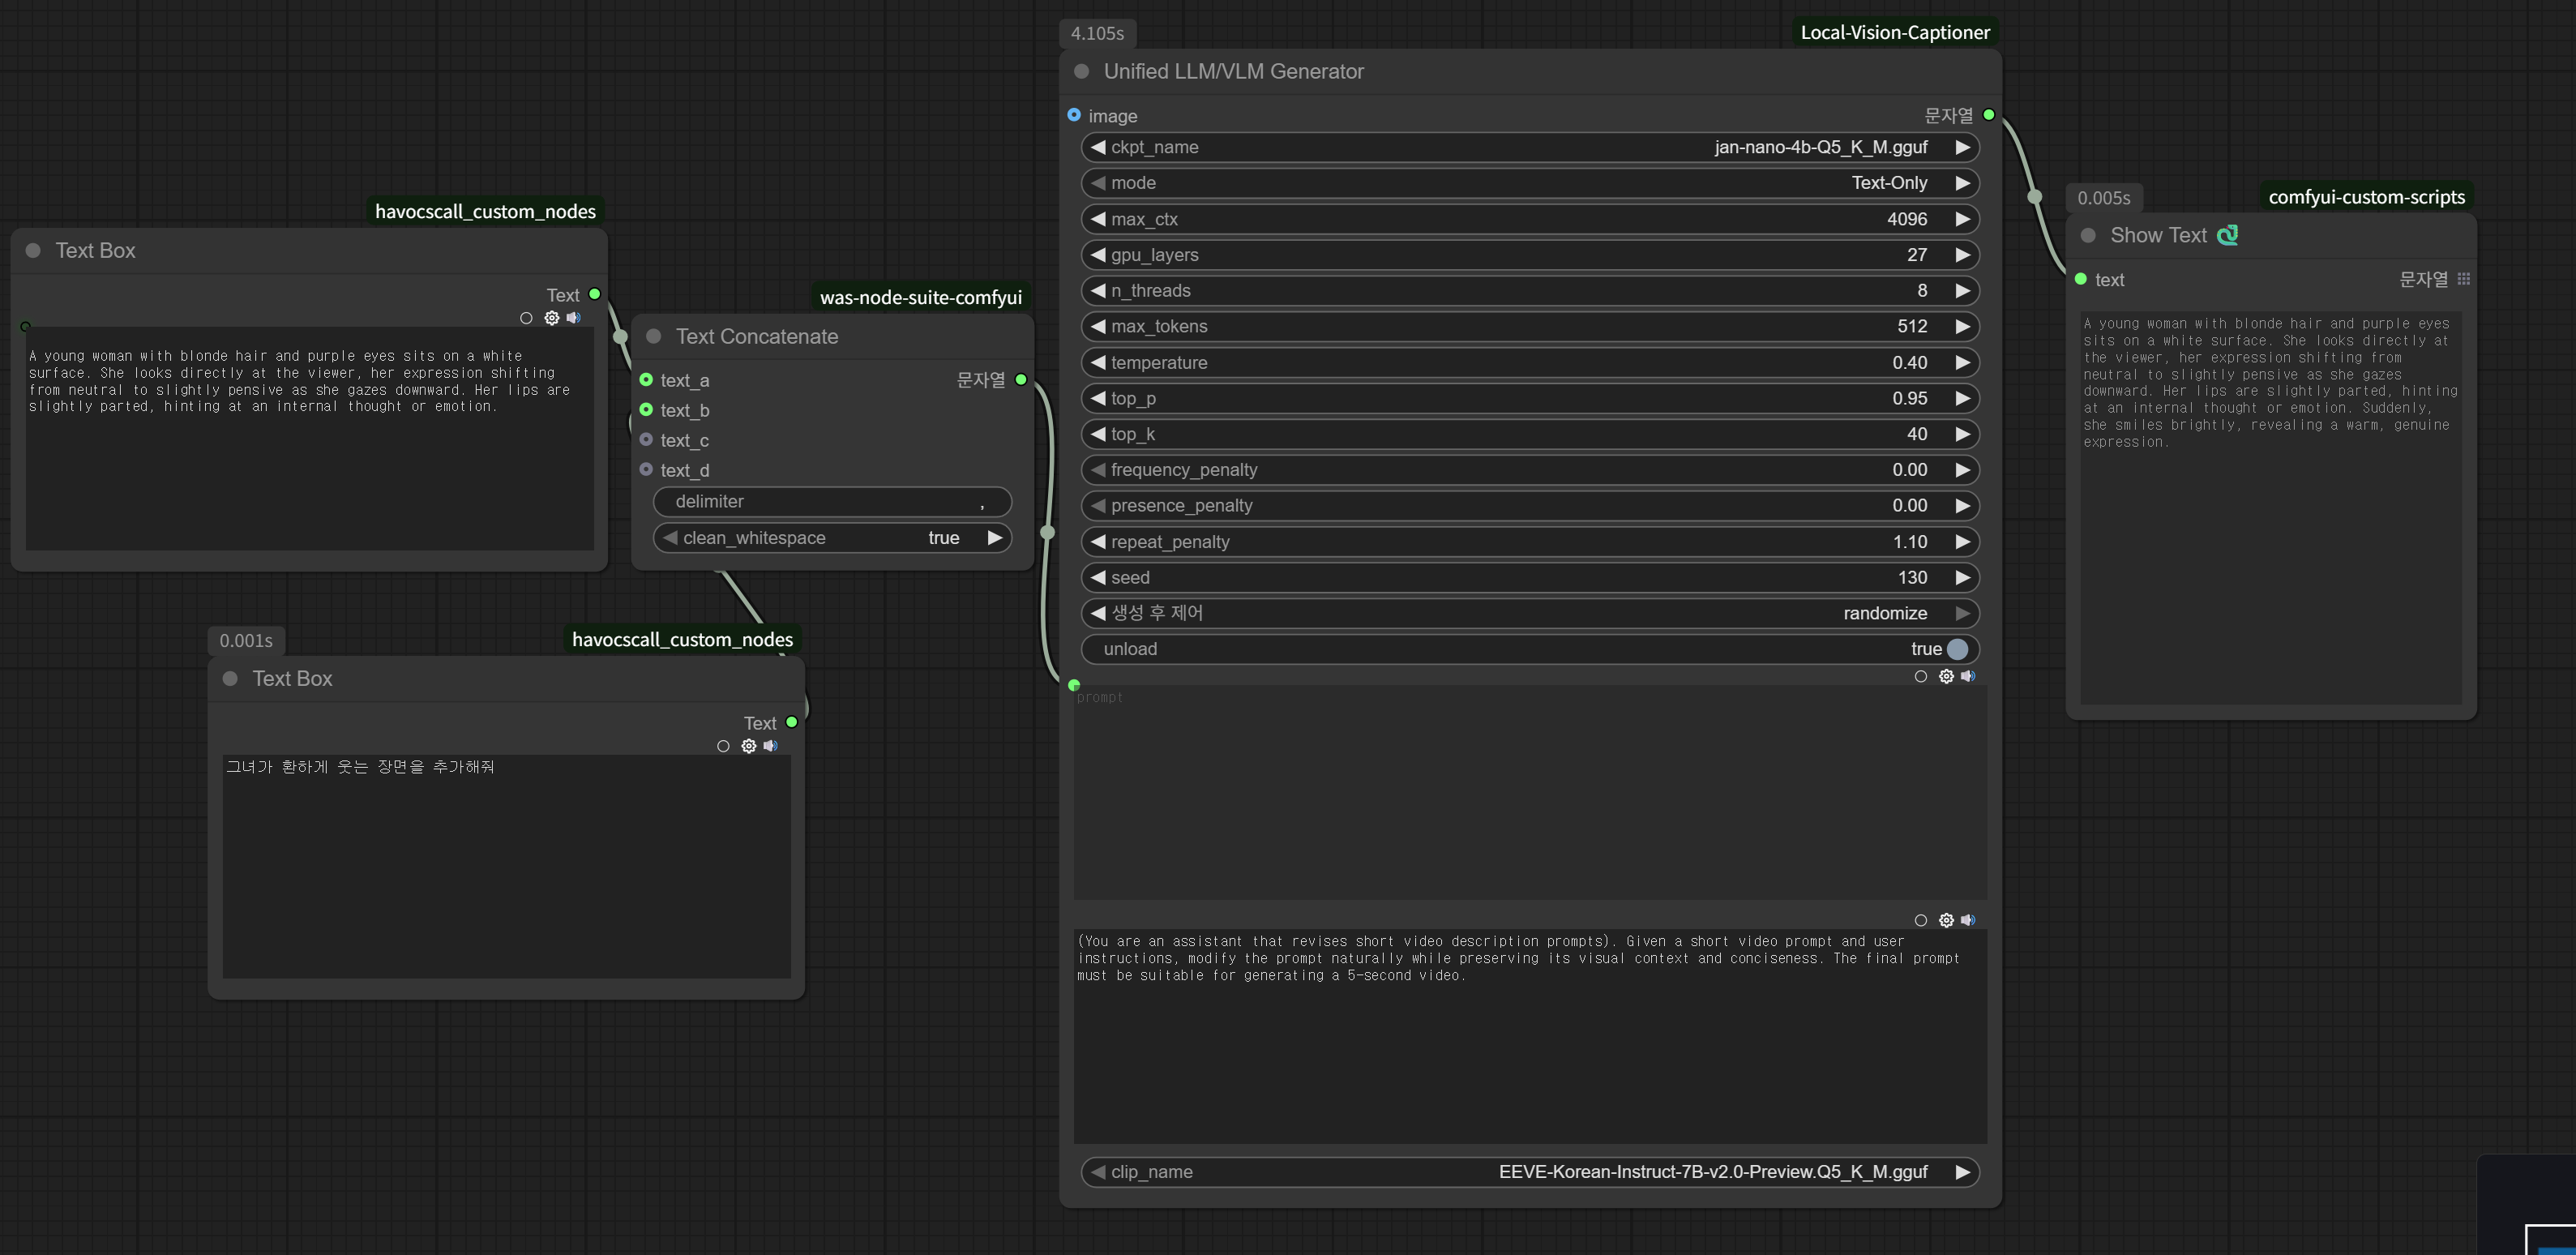 havocscall_custom_nodes
Text Box
Text
A young woman with blonde hair and purple eyes sits on a white
surface. She looks directly at the viewer, her expression shifting
from neutral to slightly pensive as she gazes downward. Her lips are
slightly parted, hinting at an internal thought or emotion.
0.001s
havocscall_custom_nodes
Text Box
Text
그녀가 환하게 웃는 장면을 추가해줘
was-node-suite-comfyui
Text Concatenate
text_a
문자열
text_b
text_c
text_d
delimiter ,
clean_whitespace true
4.105s
Local-Vision-Captioner
Unified LLM/VLM Generator
image
문자열
ckpt_name jan-nano-4b-Q5_K_M.gguf
mode Text-Only
max_ctx 4096
gpu_layers 27
n_threads 8
max_tokens 512
temperature 0.40
top_p 0.95
top_k 40
frequency_penalty 0.00
presence_penalty 0.00
repeat_penalty 1.10
seed 130
생성 후 제어 randomize
unload true
prompt
(You are an assistant that revises short video description prompts). Given a short video prompt and user
instructions, modify the prompt naturally while preserving its visual context and conciseness. The final prompt
must be suitable for generating a 5-second video.
clip_name EEVE-Korean-Instruct-7B-v2.0-Preview.Q5_K_M.gguf
0.005s
comfyui-custom-scripts
Show Text
text
문자열
A young woman with blonde hair and purple eyes
sits on a white surface. She looks directly at
the viewer, her expression shifting from
neutral to slightly pensive as she gazes
downward. Her lips are slightly parted, hinting
at an internal thought or emotion. Suddenly,
she smiles brightly, revealing a warm, genuine
expression.